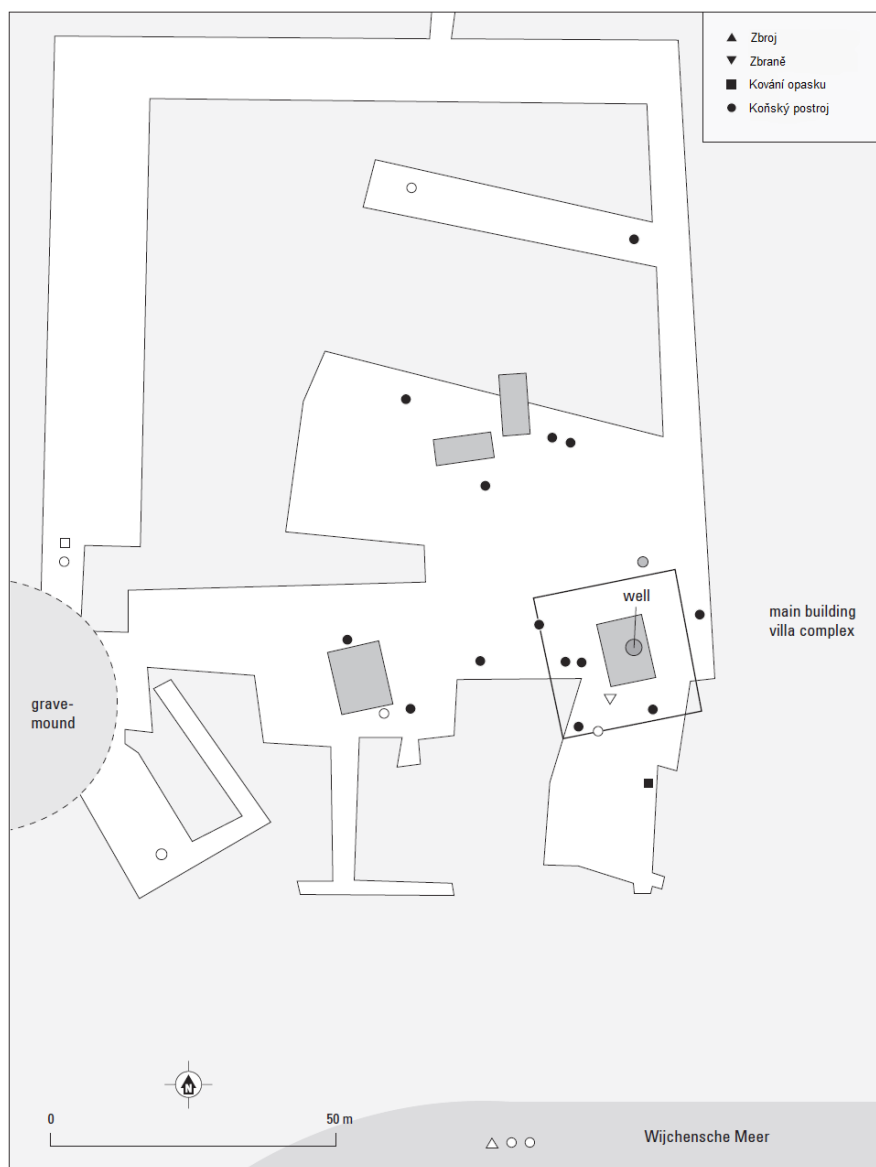 Zbroj
Zbraně
Kování opasku
Koňský postroj
well
main building
villa complex
grave-
mound
N
0
50 m
Wijchensche Meer